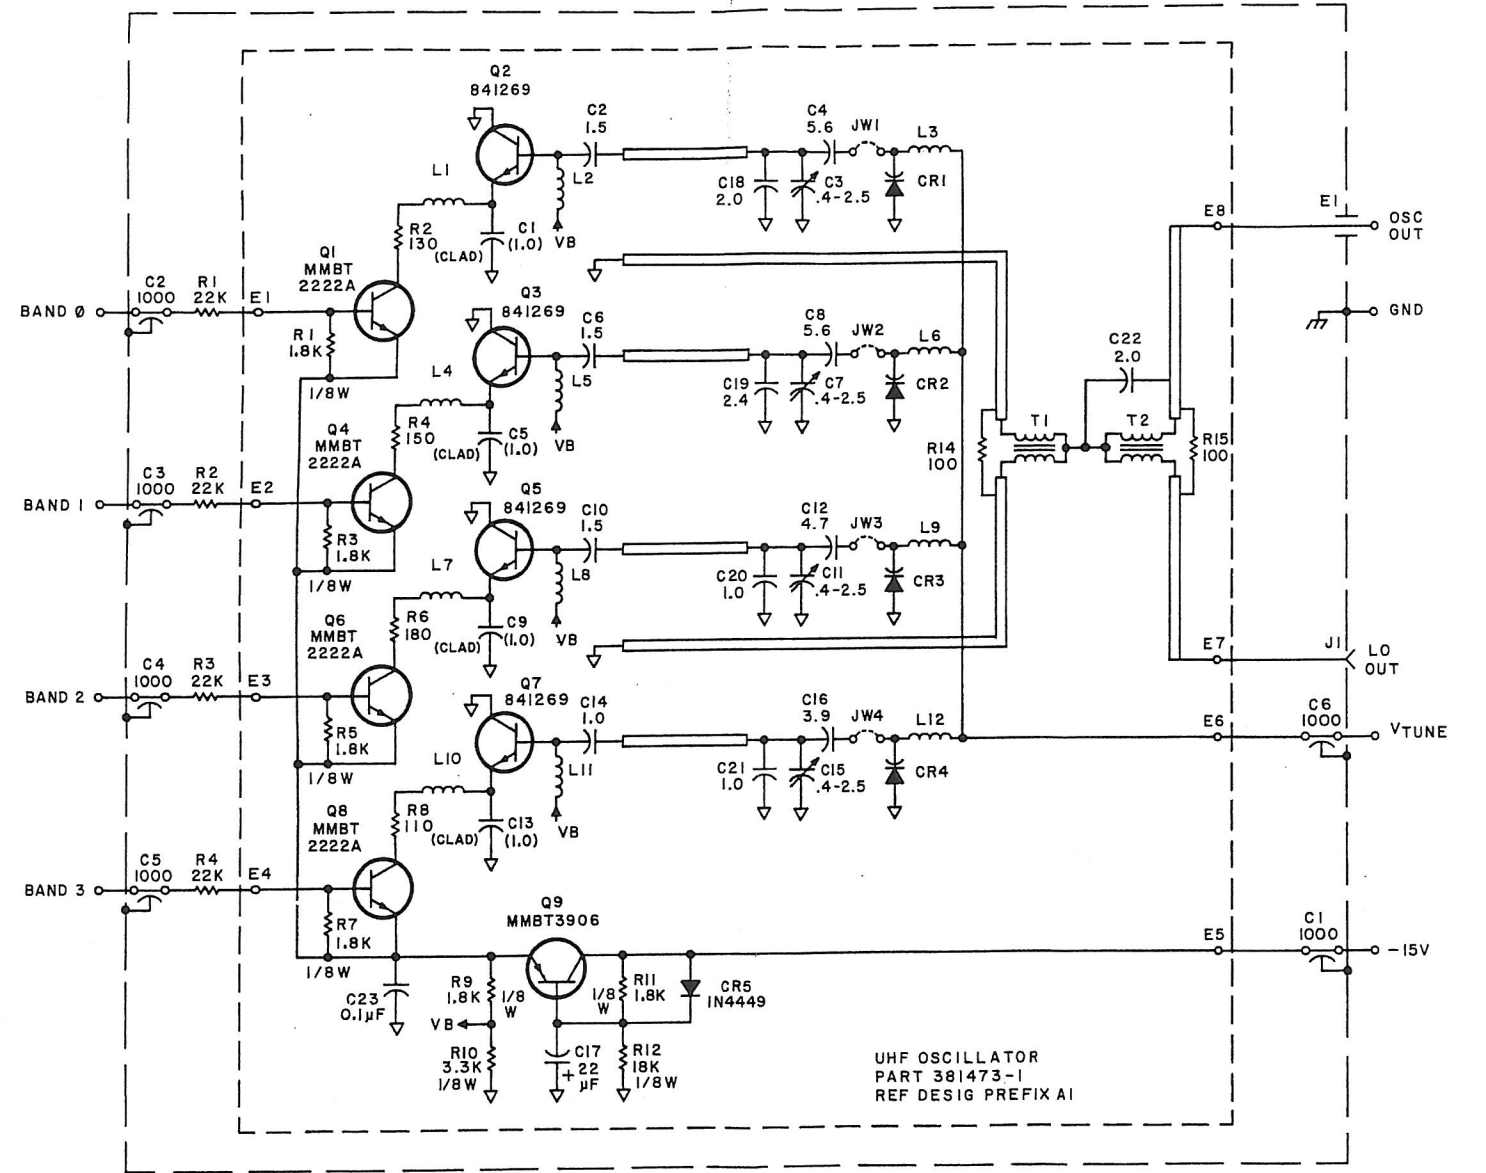 Q2
841269
C2
1.5
C4
5.6
JW1
L3
L1
L2
C18
2.0
C3
.4-2.5
CR1
R2
130
C1
(1.0)
(CLAD)
VB
E8
E1
OSC
OUT
Q1
MMBT
2222A
C2
1000
R1
22K
E1
BAND Ø
R1
1.8K
1/8W
GND
Q3
841269
C6
1.5
C8
5.6
JW2
L6
L4
L5
C19
2.4
C7
.4-2.5
CR2
C22
2.0
R4
150
C5
(1.0)
(CLAD)
VB
T1
T2
R14
100
R15
100
Q4
MMBT
2222A
C3
1000
R2
22K
E2
BAND 1
R3
1.8K
1/8W
Q5
841269
C10
1.5
C12
4.7
JW3
L9
L7
L8
C20
1.0
C11
.4-2.5
CR3
R6
180
C9
(1.0)
(CLAD)
VB
E7
J1
LO
OUT
Q6
MMBT
2222A
C4
1000
R3
22K
E3
BAND 2
R5
1.8K
1/8W
Q7
841269
C14
1.0
C16
3.9
JW4
L12
E6
C6
1000
VTUNE
L10
L11
C21
1.0
C15
.4-2.5
CR4
R8
110
C13
(1.0)
(CLAD)
VB
Q8
MMBT
2222A
C5
1000
R4
22K
E4
BAND 3
R7
1.8K
1/8W
Q9
MMBT3906
E5
C1
1000
-15V
C23
0.1µF
R9
1.8K
1/8
W
1/8
W
R11
1.8K
CR5
1N4449
VB
R10
3.3K
1/8W
C17
+ 22
µF
R12
18K
1/8W
UHF OSCILLATOR
PART 381473-1
REF DESIG PREFIX A1